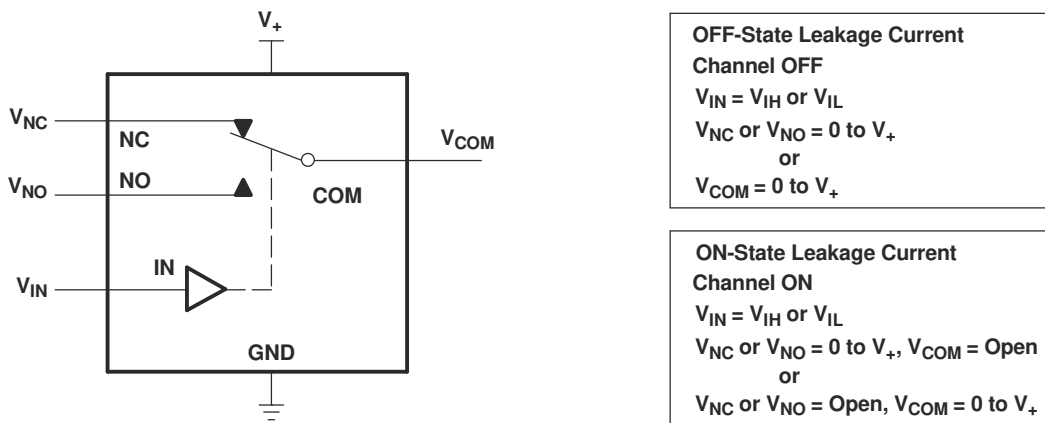 V+
VNC
NC
VCOM
VNO
NO
COM
IN
VIN
GND
OFF-State Leakage Current
Channel OFF
VIN = VIH or VIL
VNC or VNO = 0 to V+
or
VCOM = 0 to V+
ON-State Leakage Current
Channel ON
VIN = VIH or VIL
VNC or VNO = 0 to V+, VCOM = Open
or
VNC or VNO = Open, VCOM = 0 to V+